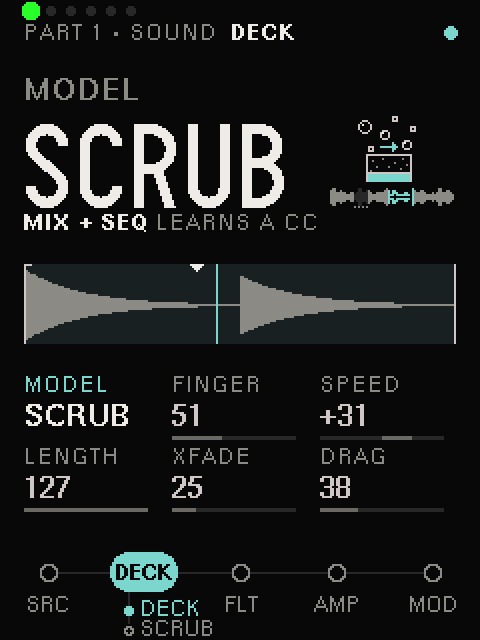 PART 1 · SOUND DECK
MODEL
SCRUB
MIX + SEQ LEARNS A CC
MODEL FINGER SPEED
SCRUB 51 +31
LENGTH XFADE DRAG
127 25 38
SRC DECK FLT AMP MOD
DECK
SCRUB